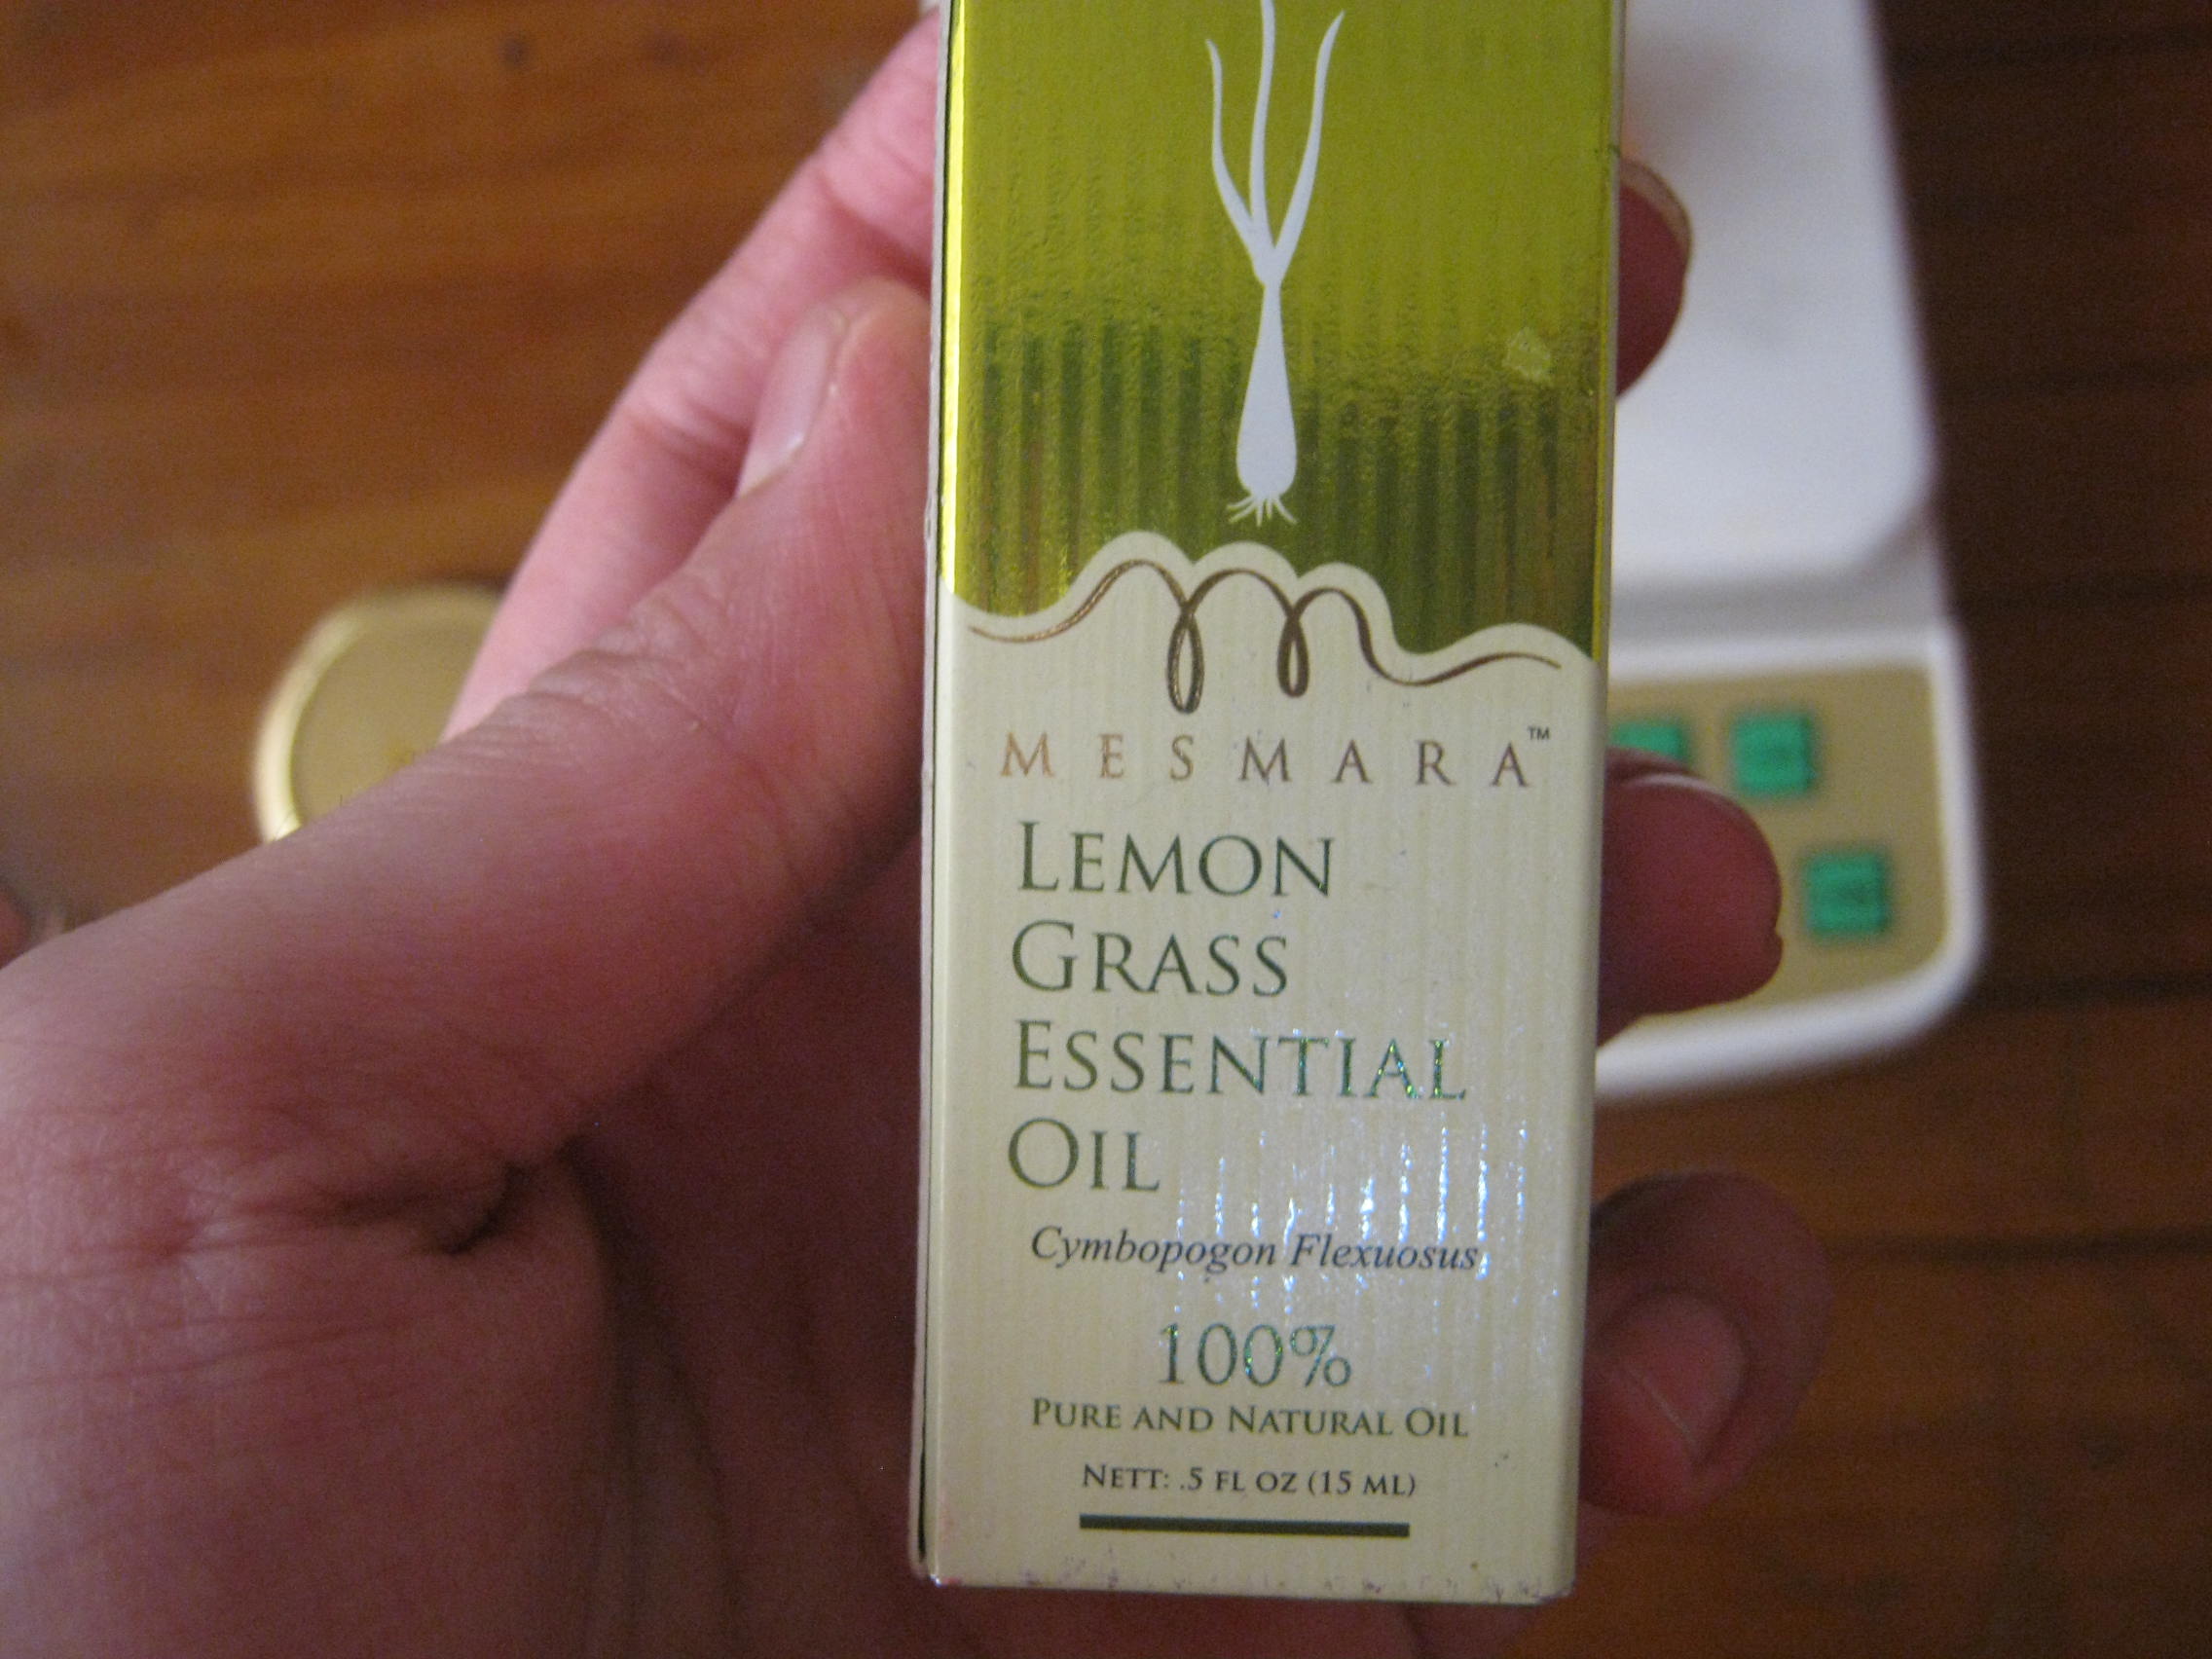 MESMARA™
LEMON
GRASS
ESSENTIAL
OIL
Cymbopogon Flexuosus
100%
PURE AND NATURAL OIL
NETT: .5 FL OZ (15 ML)